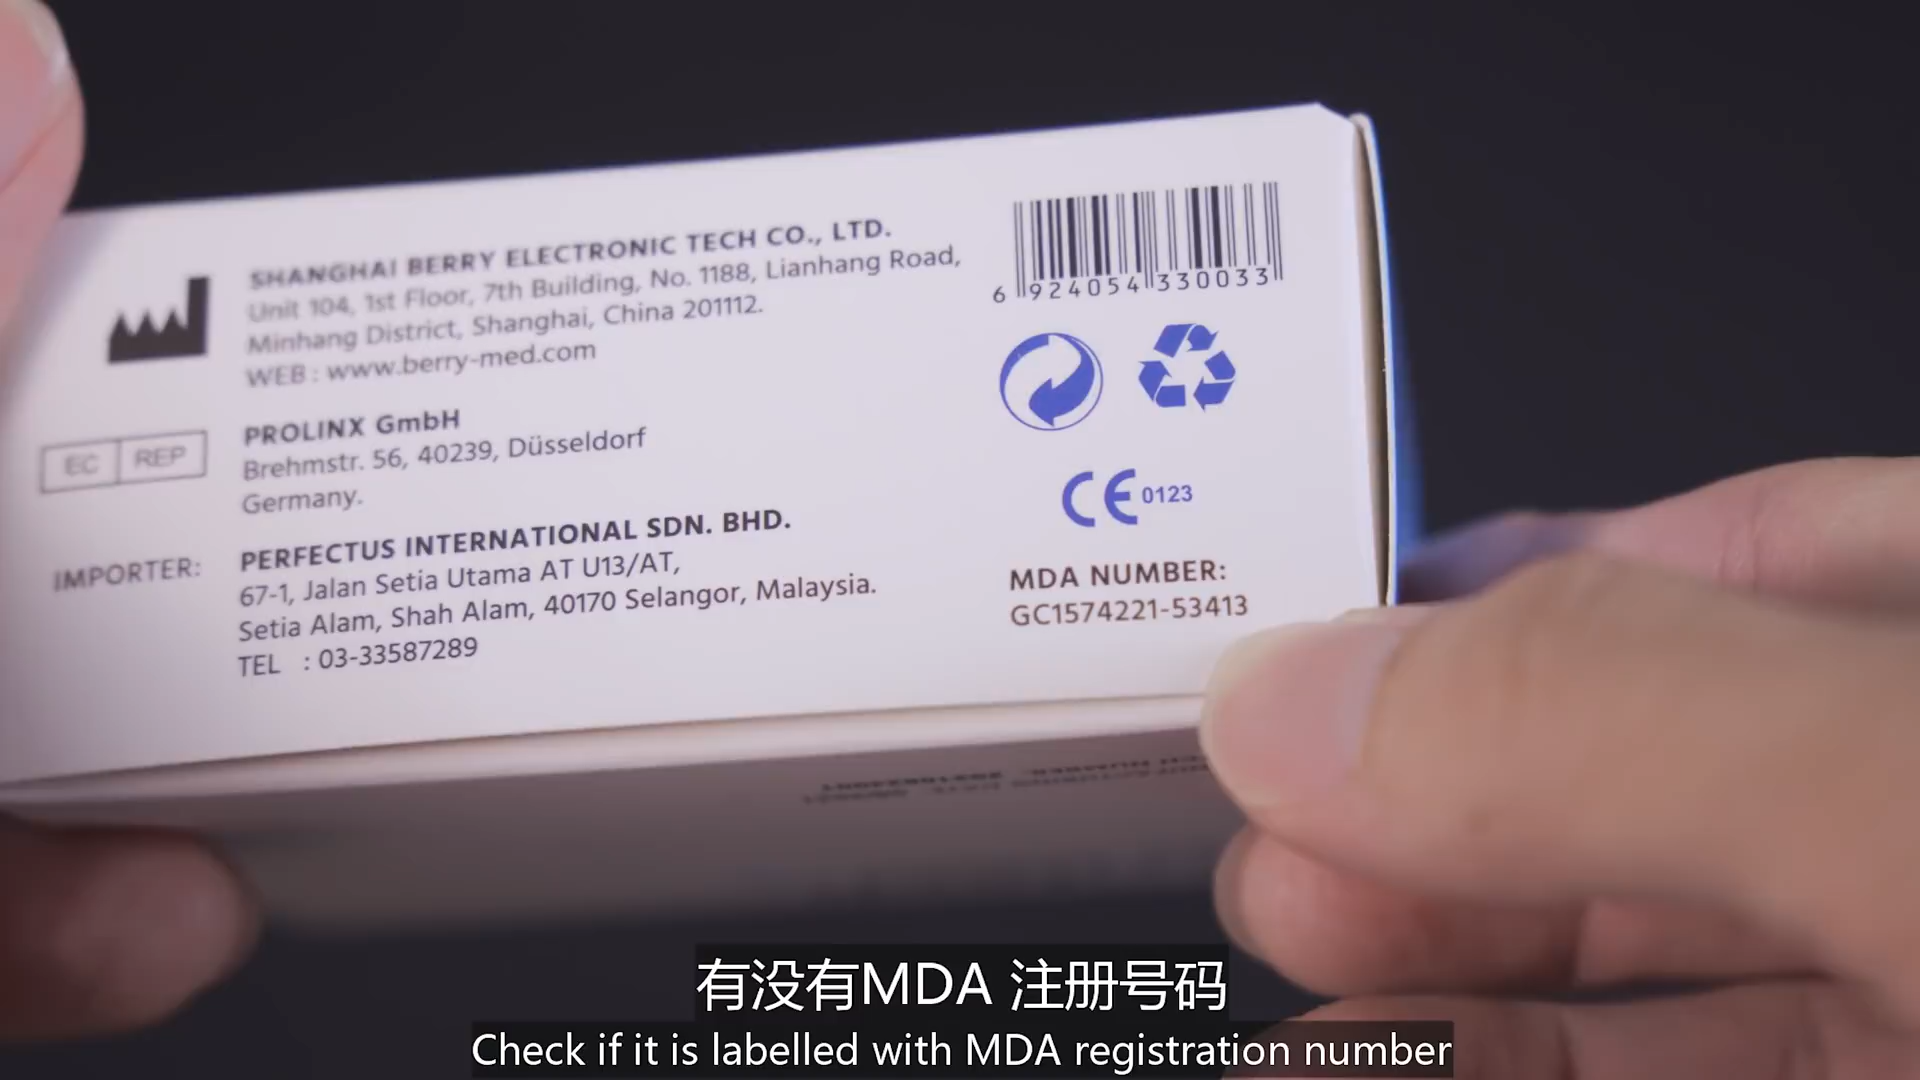 SHANGHAI BERRY ELECTRONIC TECH CO., LTD.
Unit 104, 1st Floor, 7th Building, No. 1188, Lianhang Road,
Minhang District, Shanghai, China 201112.
WEB : www.berry-med.com
EC REP
PROLINX GmbH
Brehmstr. 56, 40239, Düsseldorf
Germany.
IMPORTER:
PERFECTUS INTERNATIONAL SDN. BHD.
67-1, Jalan Setia Utama AT U13/AT,
Setia Alam, Shah Alam, 40170 Selangor, Malaysia.
TEL : 03-33587289
6 924054 330033
CE 0123
MDA NUMBER:
GC1574221-53413
有没有MDA 注册号码
Check if it is labelled with MDA registration number